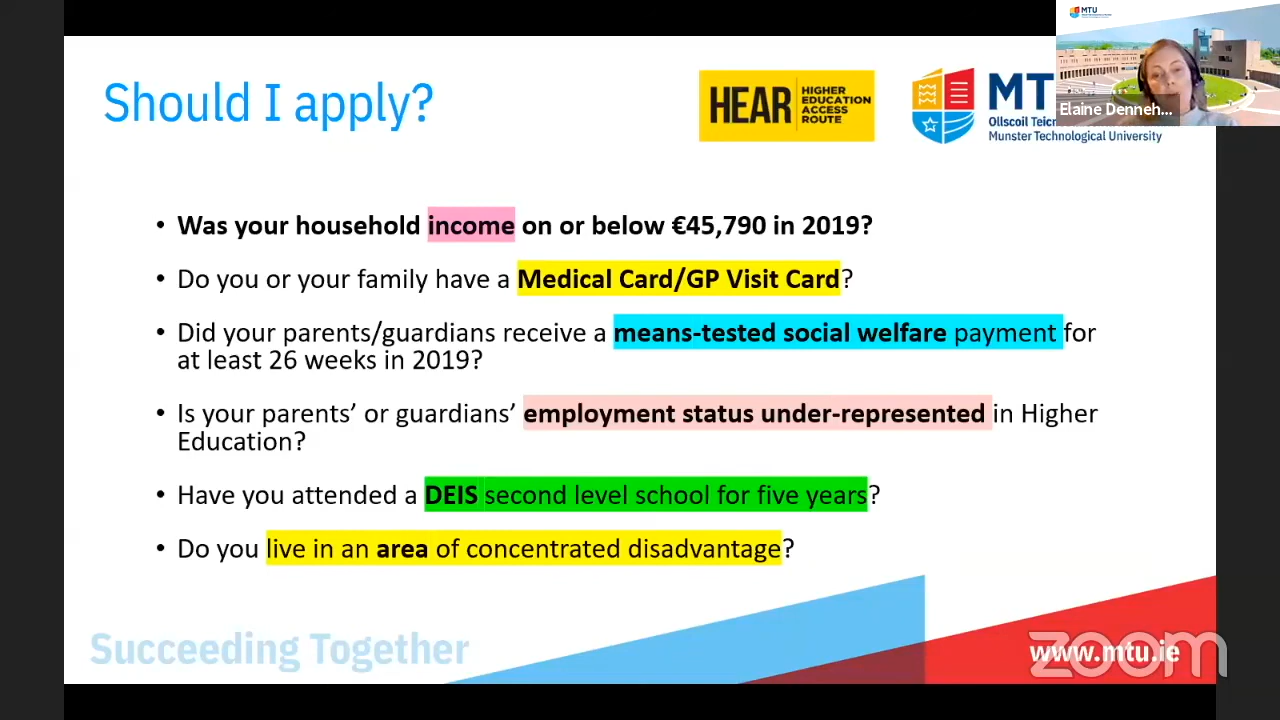 MTU
Should I apply?
HEAR HIGHER
EDUCATION
ACCESS
ROUTE
MT
Ollscoil Teic
Munster Technological University
Elaine Denneh...
• Was your household income on or below €45,790 in 2019?
• Do you or your family have a Medical Card/GP Visit Card?
• Did your parents/guardians receive a means-tested social welfare payment for
at least 26 weeks in 2019?
• Is your parents’ or guardians’ employment status under-represented in Higher
Education?
• Have you attended a DEIS second level school for five years?
• Do you live in an area of concentrated disadvantage?
Succeeding Together
www.mtu.ie
zoom